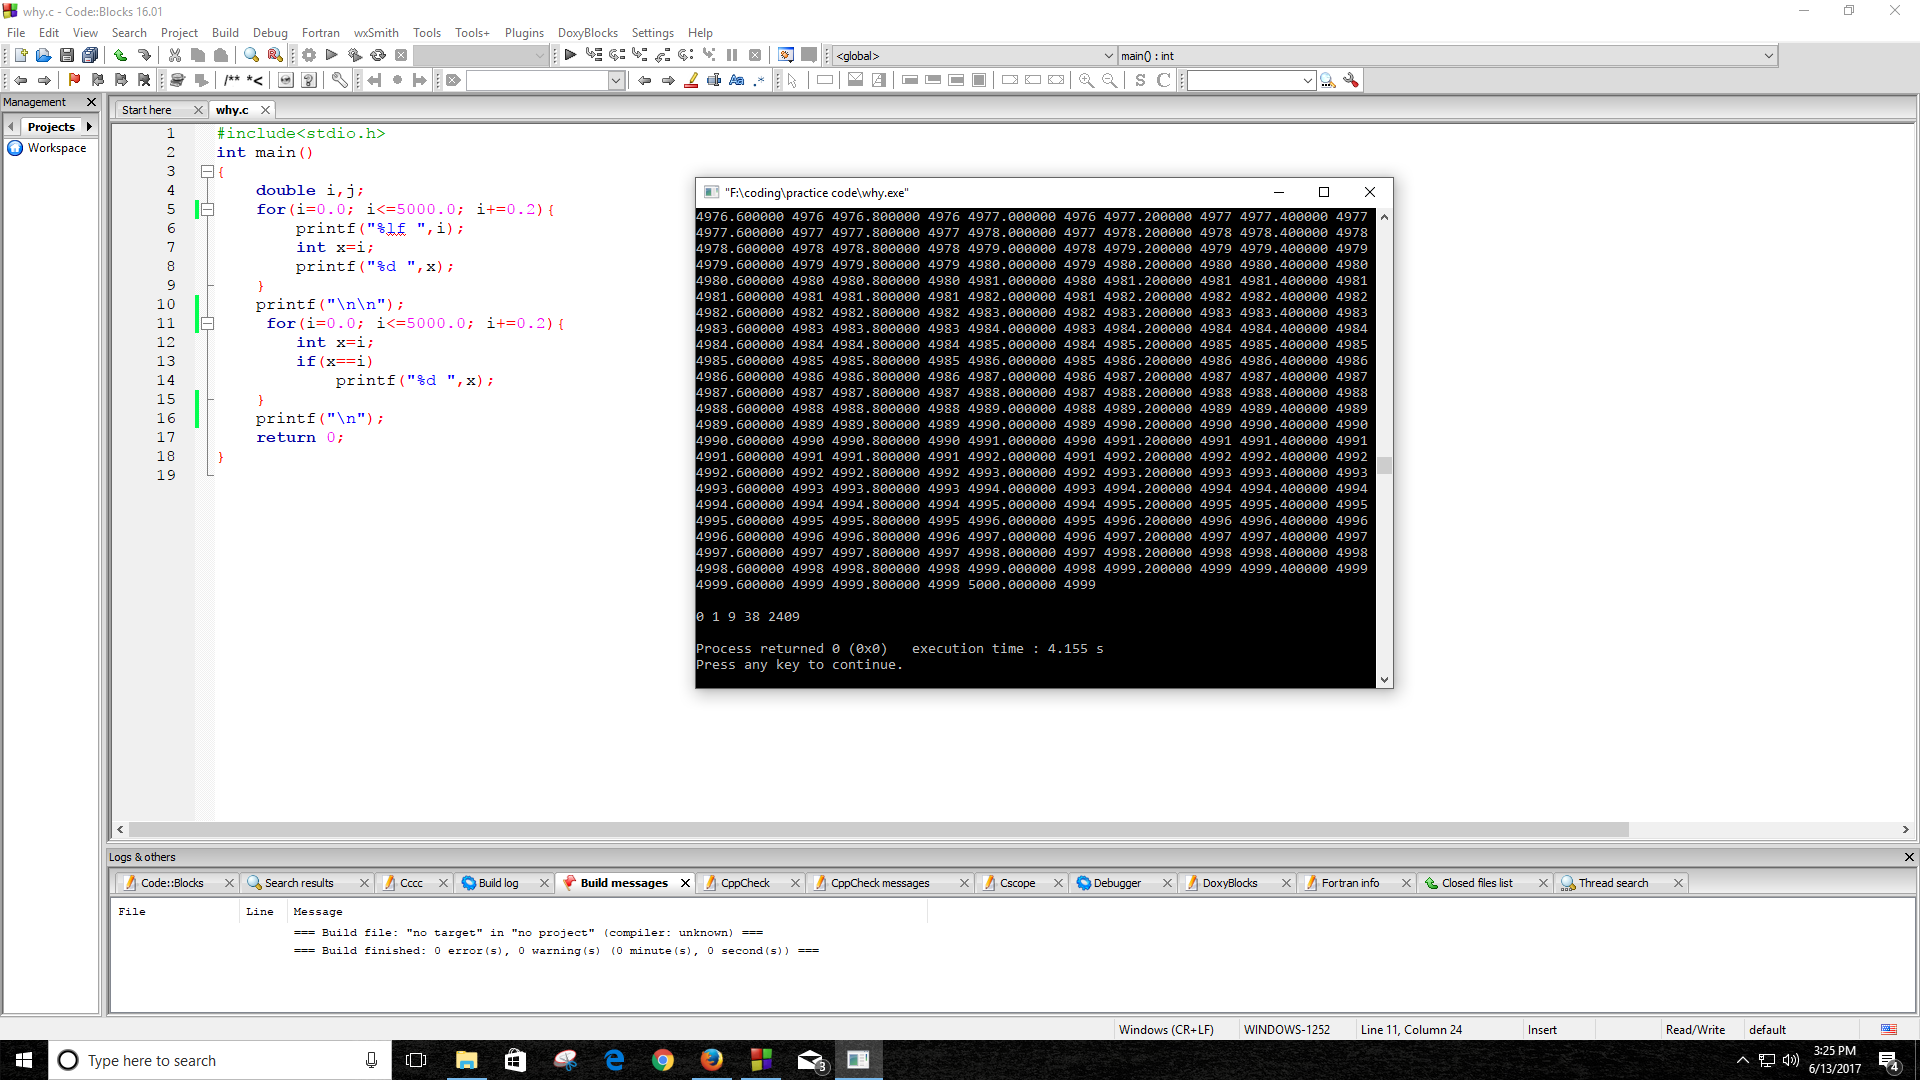 why.c - Code::Blocks 16.01
File Edit View Search Project Build Debug Fortran wxSmith Tools Tools+ Plugins DoxyBlocks Settings Help
<global> main() : int
/** *<
Aa .* S C
Management
Start here why.c
Projects
Workspace
1 #include<stdio.h>
2 int main()
3 {
4 double i,j;
5 for(i=0.0; i<=5000.0; i+=0.2){
6 printf("%lf ",i);
7 int x=i;
8 printf("%d ",x);
9 }
10 printf("\n\n");
11 for(i=0.0; i<=5000.0; i+=0.2){
12 int x=i;
13 if(x==i)
14 printf("%d ",x);
15 }
16 printf("\n");
17 return 0;
18 }
19
"F:\coding\practice code\why.exe"
4976.600000 4976 4976.800000 4976 4977.000000 4976 4977.200000 4977 4977.400000 4977
4977.600000 4977 4977.800000 4977 4978.000000 4977 4978.200000 4978 4978.400000 4978
4978.600000 4978 4978.800000 4978 4979.000000 4978 4979.200000 4979 4979.400000 4979
4979.600000 4979 4979.800000 4979 4980.000000 4979 4980.200000 4980 4980.400000 4980
4980.600000 4980 4980.800000 4980 4981.000000 4980 4981.200000 4981 4981.400000 4981
4981.600000 4981 4981.800000 4981 4982.000000 4981 4982.200000 4982 4982.400000 4982
4982.600000 4982 4982.800000 4982 4983.000000 4982 4983.200000 4983 4983.400000 4983
4983.600000 4983 4983.800000 4983 4984.000000 4983 4984.200000 4984 4984.400000 4984
4984.600000 4984 4984.800000 4984 4985.000000 4984 4985.200000 4985 4985.400000 4985
4985.600000 4985 4985.800000 4985 4986.000000 4985 4986.200000 4986 4986.400000 4986
4986.600000 4986 4986.800000 4986 4987.000000 4986 4987.200000 4987 4987.400000 4987
4987.600000 4987 4987.800000 4987 4988.000000 4987 4988.200000 4988 4988.400000 4988
4988.600000 4988 4988.800000 4988 4989.000000 4988 4989.200000 4989 4989.400000 4989
4989.600000 4989 4989.800000 4989 4990.000000 4989 4990.200000 4990 4990.400000 4990
4990.600000 4990 4990.800000 4990 4991.000000 4990 4991.200000 4991 4991.400000 4991
4991.600000 4991 4991.800000 4991 4992.000000 4991 4992.200000 4992 4992.400000 4992
4992.600000 4992 4992.800000 4992 4993.000000 4992 4993.200000 4993 4993.400000 4993
4993.600000 4993 4993.800000 4993 4994.000000 4993 4994.200000 4994 4994.400000 4994
4994.600000 4994 4994.800000 4994 4995.000000 4994 4995.200000 4995 4995.400000 4995
4995.600000 4995 4995.800000 4995 4996.000000 4995 4996.200000 4996 4996.400000 4996
4996.600000 4996 4996.800000 4996 4997.000000 4996 4997.200000 4997 4997.400000 4997
4997.600000 4997 4997.800000 4997 4998.000000 4997 4998.200000 4998 4998.400000 4998
4998.600000 4998 4998.800000 4998 4999.000000 4998 4999.200000 4999 4999.400000 4999
4999.600000 4999 4999.800000 4999 5000.000000 4999
0 1 9 38 2409
Process returned 0 (0x0) execution time : 4.155 s
Press any key to continue.
Logs & others
Code::Blocks Search results Cccc Build log Build messages CppCheck CppCheck messages Cscope Debugger DoxyBlocks Fortran info Closed files list Thread search
File Line Message
=== Build file: "no target" in "no project" (compiler: unknown) ===
=== Build finished: 0 error(s), 0 warning(s) (0 minute(s), 0 second(s)) ===
Windows (CR+LF) WINDOWS-1252 Line 11, Column 24 Insert Read/Write default
Type here to search
3
3:25 PM
6/13/2017
4